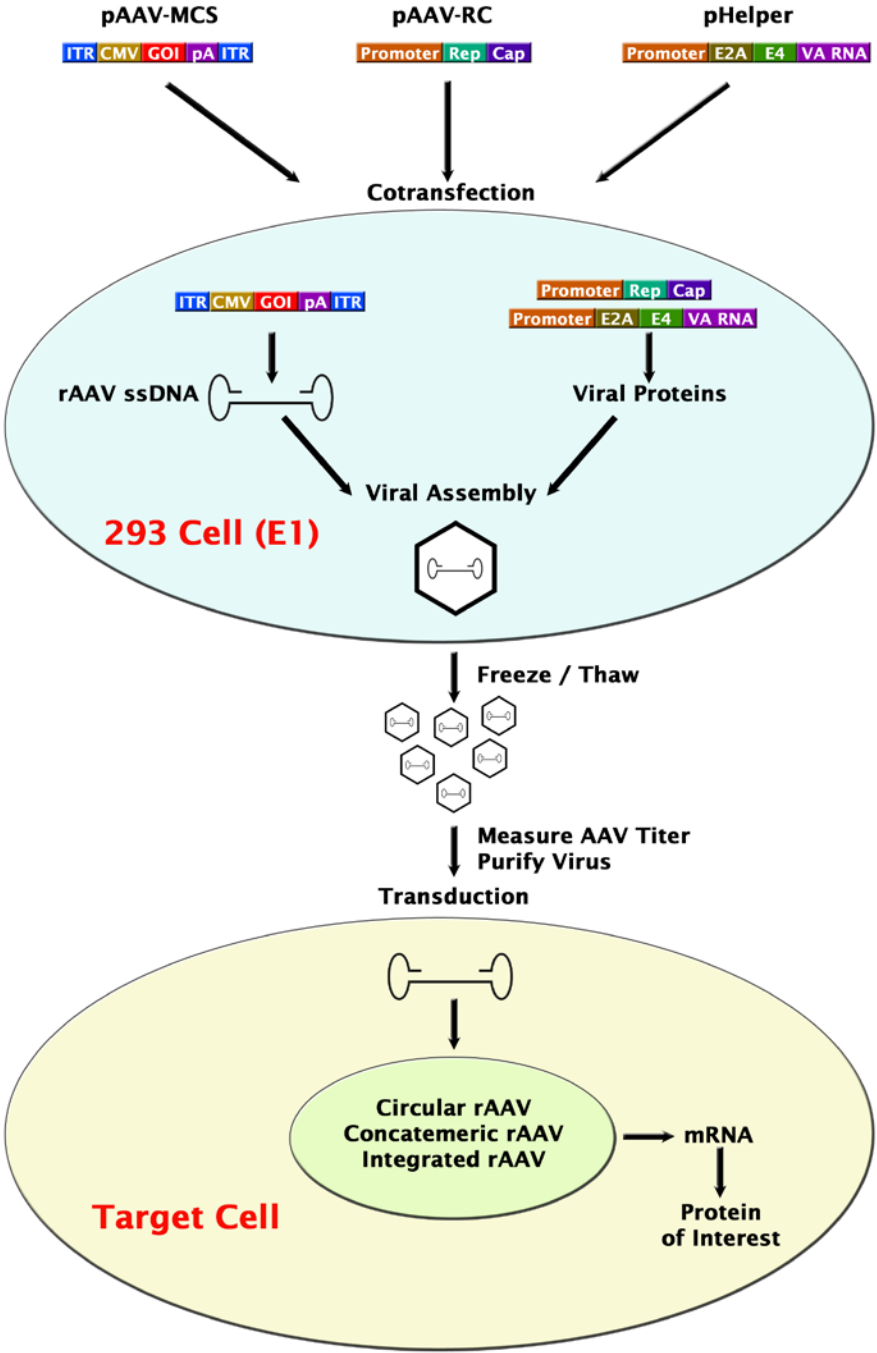 pAAV-MCS
pAAV-RC
pHelper
ITR CMV GOI pA ITR
Promoter Rep Cap
Promoter E2A E4 VA RNA
Cotransfection
ITR CMV GOI pA ITR
Promoter Rep Cap
Promoter E2A E4 VA RNA
rAAV ssDNA
Viral Proteins
Viral Assembly
293 Cell (E1)
Freeze / Thaw
Measure AAV Titer
Purify Virus
Transduction
Circular rAAV
Concatemeric rAAV
Integrated rAAV
mRNA
Protein
of Interest
Target Cell